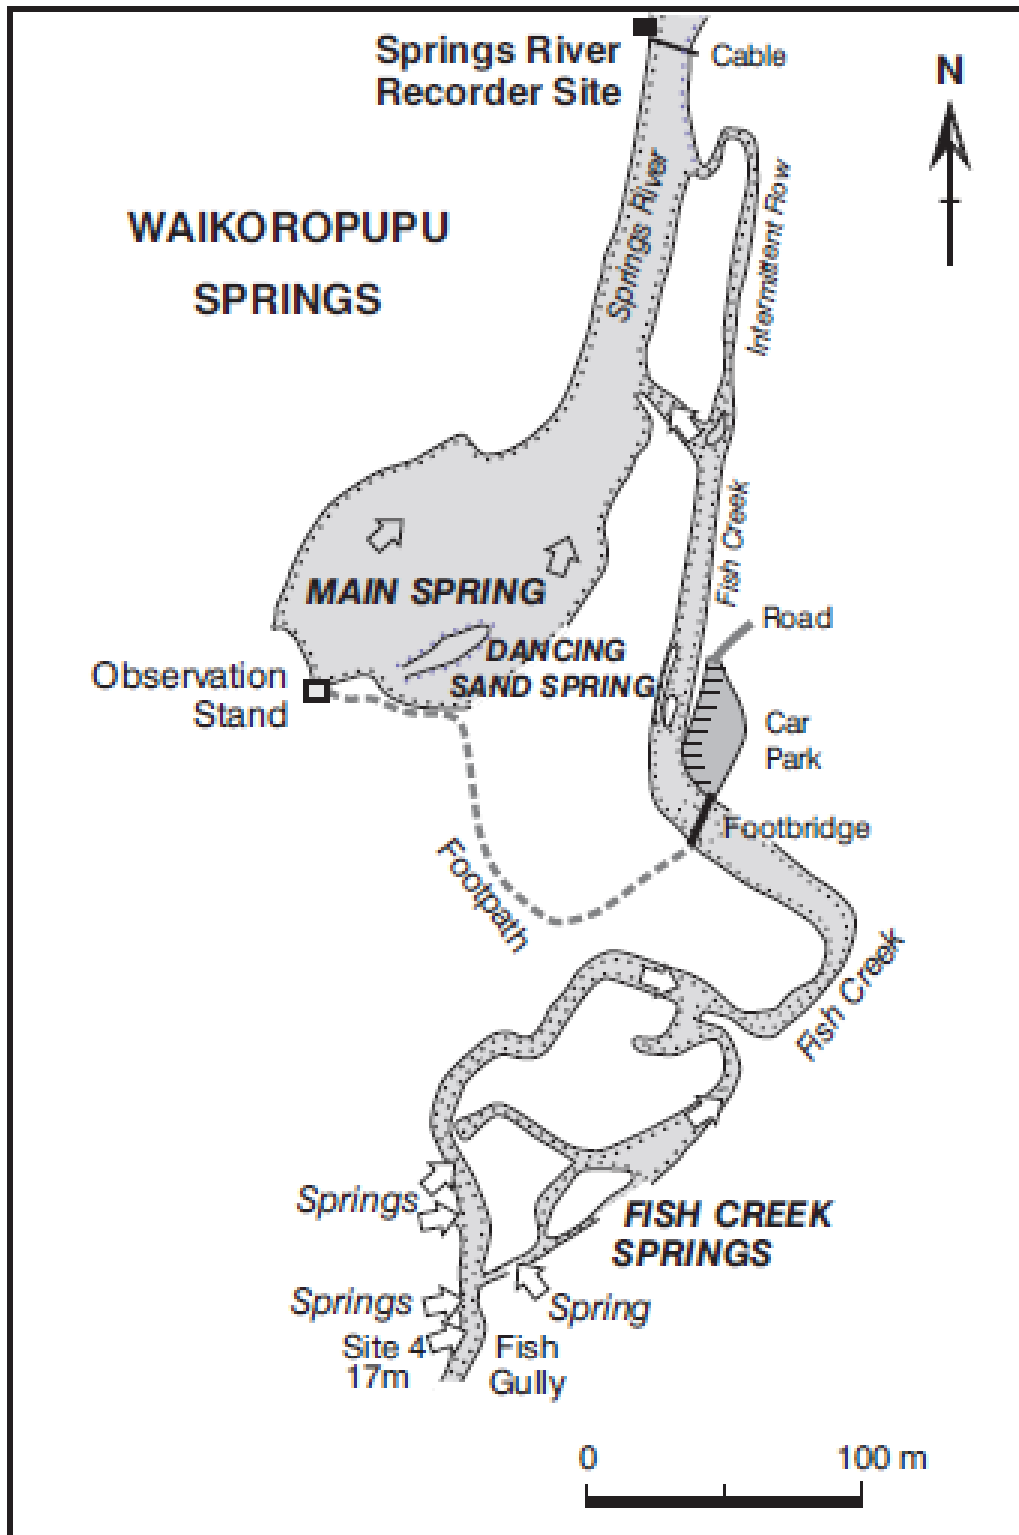 Springs River
Recorder Site
Cable
N
WAIKOROPUPU
SPRINGS
Springs River
Intermittent Flow
Fish Creek
MAIN SPRING
DANCING
SAND SPRING
Road
Observation
Stand
Car
Park
Footbridge
Footpath
Fish Creek
Springs
FISH CREEK
SPRINGS
Springs
Spring
Site 4
17m
Fish
Gully
0
100 m